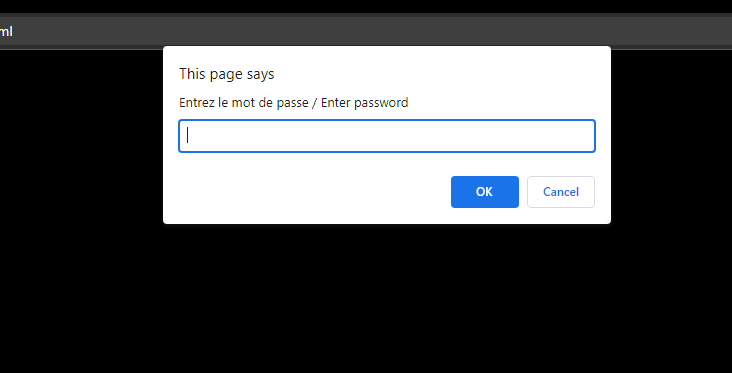 ml
This page says
Entrez le mot de passe / Enter password
OK
Cancel